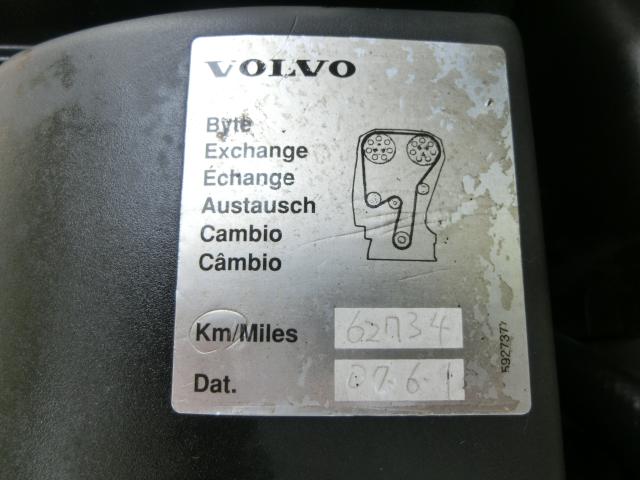 VOLVO
Byte
Exchange
Échange
Austausch
Cambio
Câmbio
Km/Miles 62734
Dat.
5927377